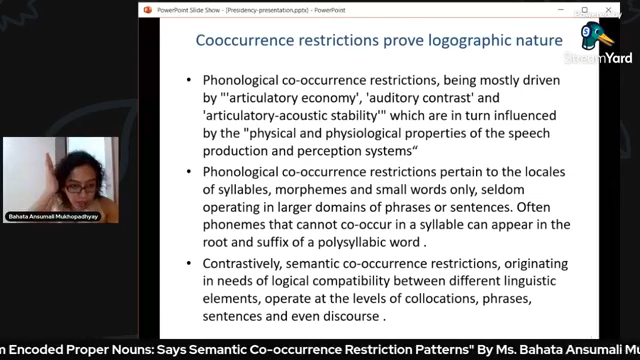 PowerPoint Slide Show - [Presidency-presentation.pptx] - PowerPoint
Cooccurrence restrictions prove logographic nature
StreamYard
• Phonological co-occurrence restrictions, being mostly driven
by "'articulatory economy', 'auditory contrast' and
'articulatory-acoustic stability'" which are in turn influenced
by the "physical and physiological properties of the speech
production and perception systems“
• Phonological co-occurrence restrictions pertain to the locales
of syllables, morphemes and small words only, seldom
operating in larger domains of phrases or sentences. Often
phonemes that cannot co-occur in a syllable can appear in the
root and suffix of a polysyllabic word .
• Contrastively, semantic co-occurrence restrictions, originating
in needs of logical compatibility between different linguistic
elements, operate at the levels of collocations, phrases,
sentences and even discourse .
Bahata Ansumali Mukhopadhyay
m Encoded Proper Nouns: Says Semantic Co-occurrence Restriction Patterns" By Ms. Bahata Ansumali Mu